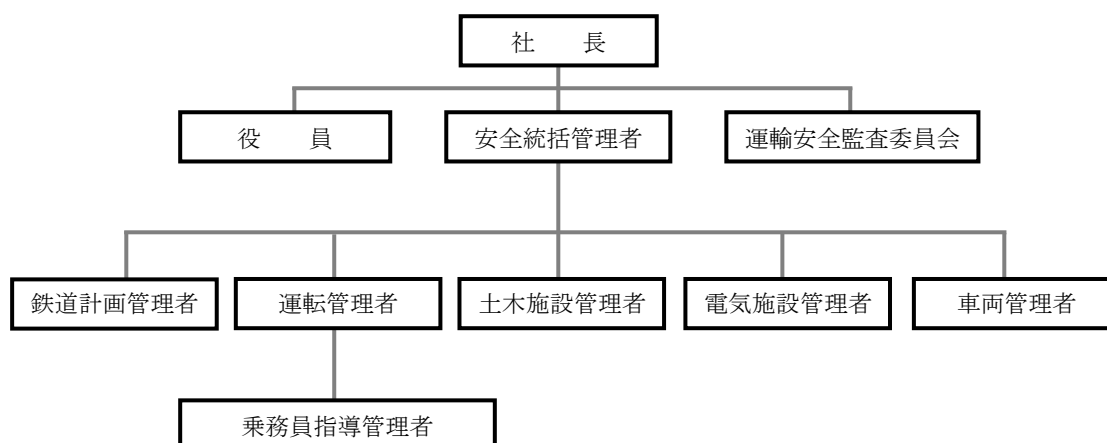 社　　長
役　　員
安全統括管理者
運輸安全監査委員会
鉄道計画管理者
運転管理者
土木施設管理者
電気施設管理者
車両管理者
乗務員指導管理者